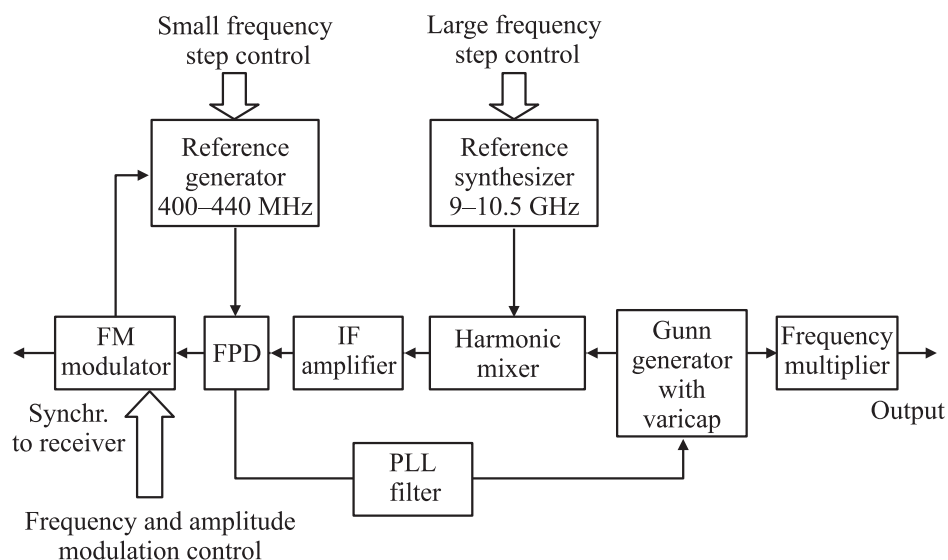 Small frequency
step control
Large frequency
step control
Reference
generator
400–440 MHz
Reference
synthesizer
9–10.5 GHz
FM
modulator
FPD
IF
amplifier
Harmonic
mixer
Gunn
generator
with
varicap
Frequency
multiplier
Synchr.
to receiver
Output
PLL
filter
Frequency and amplitude
modulation control